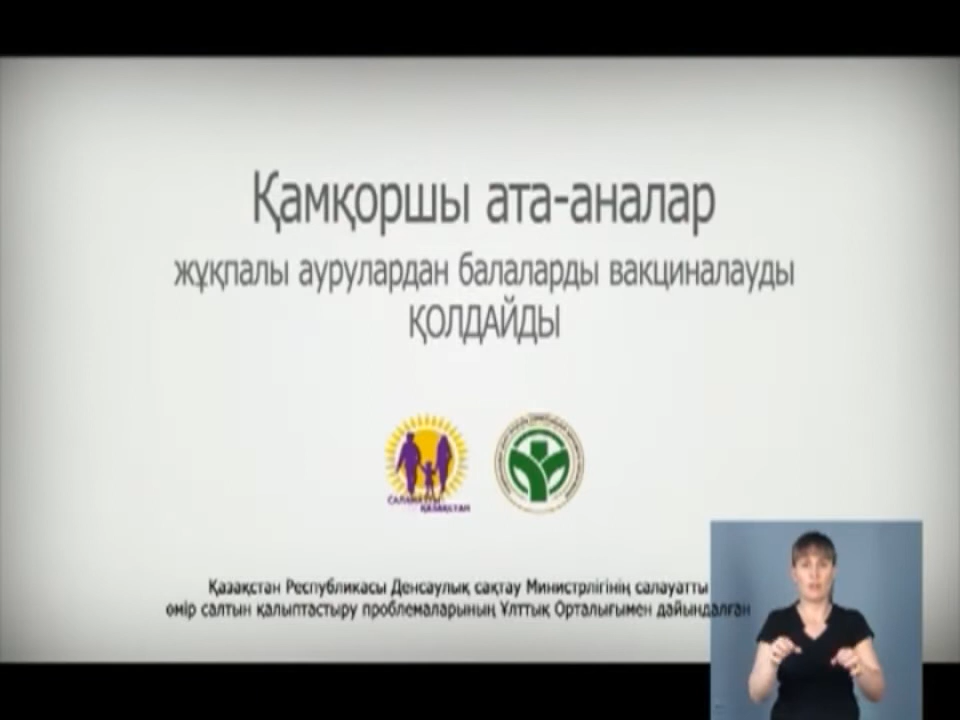 Қамқоршы ата-аналар
жұқпалы аурулардан балаларды вакциналауды
ҚОЛДАЙДЫ
САЛАМАТТЫ
ҚАЗАҚСТАН
Қазақстан Республикасы Денсаулық сақтау Министрлігінің салауатты
өмір салтын қалыптастыру проблемаларының Ұлттық Орталығымен дайындалған